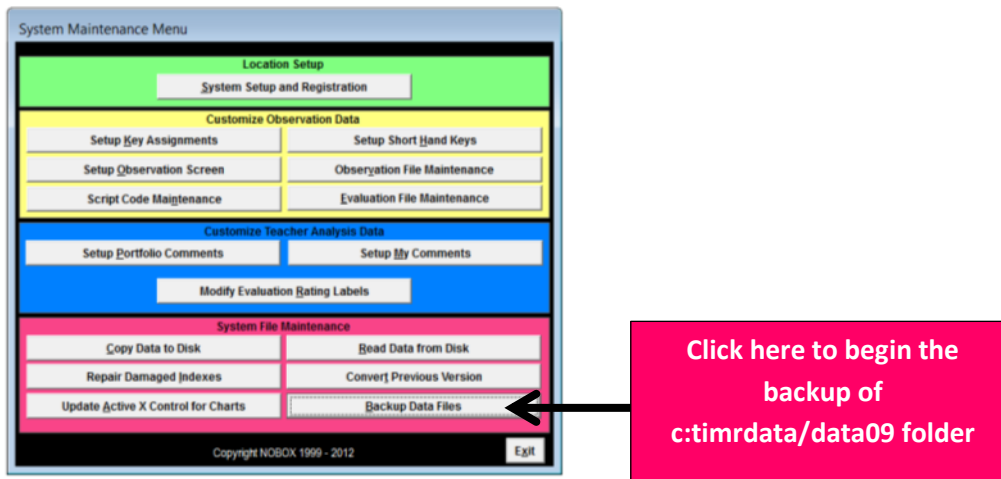 System Maintenance Menu
Location Setup
System Setup and Registration
Customize Observation Data
Setup Key Assignments
Setup Short Hand Keys
Setup Observation Screen
Observation File Maintenance
Script Code Maintenance
Evaluation File Maintenance
Customize Teacher Analysis Data
Setup Portfolio Comments
Setup My Comments
Modify Evaluation Rating Labels
System File Maintenance
Copy Data to Disk
Read Data from Disk
Repair Damaged Indexes
Convert Previous Version
Update Active X Control for Charts
Backup Data Files
Copyright NOBOX 1999 - 2012
Exit
Click here to begin the
backup of
c:timrdata/data09 folder